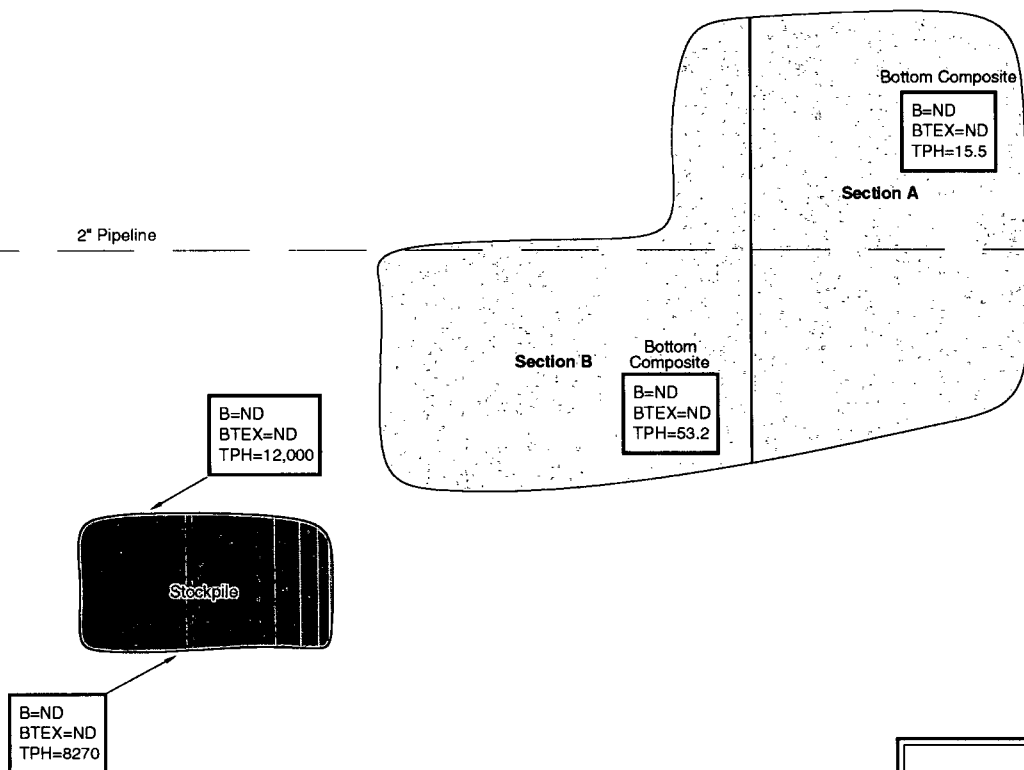 Bottom Composite
B=ND
BTEX=ND
TPH=15.5
Section A
2" Pipeline
Section B
Bottom
Composite
B=ND
BTEX=ND
TPH=53.2
B=ND
BTEX=ND
TPH=12,000
Stockpile
B=ND
BTEX=ND
TPH=8270